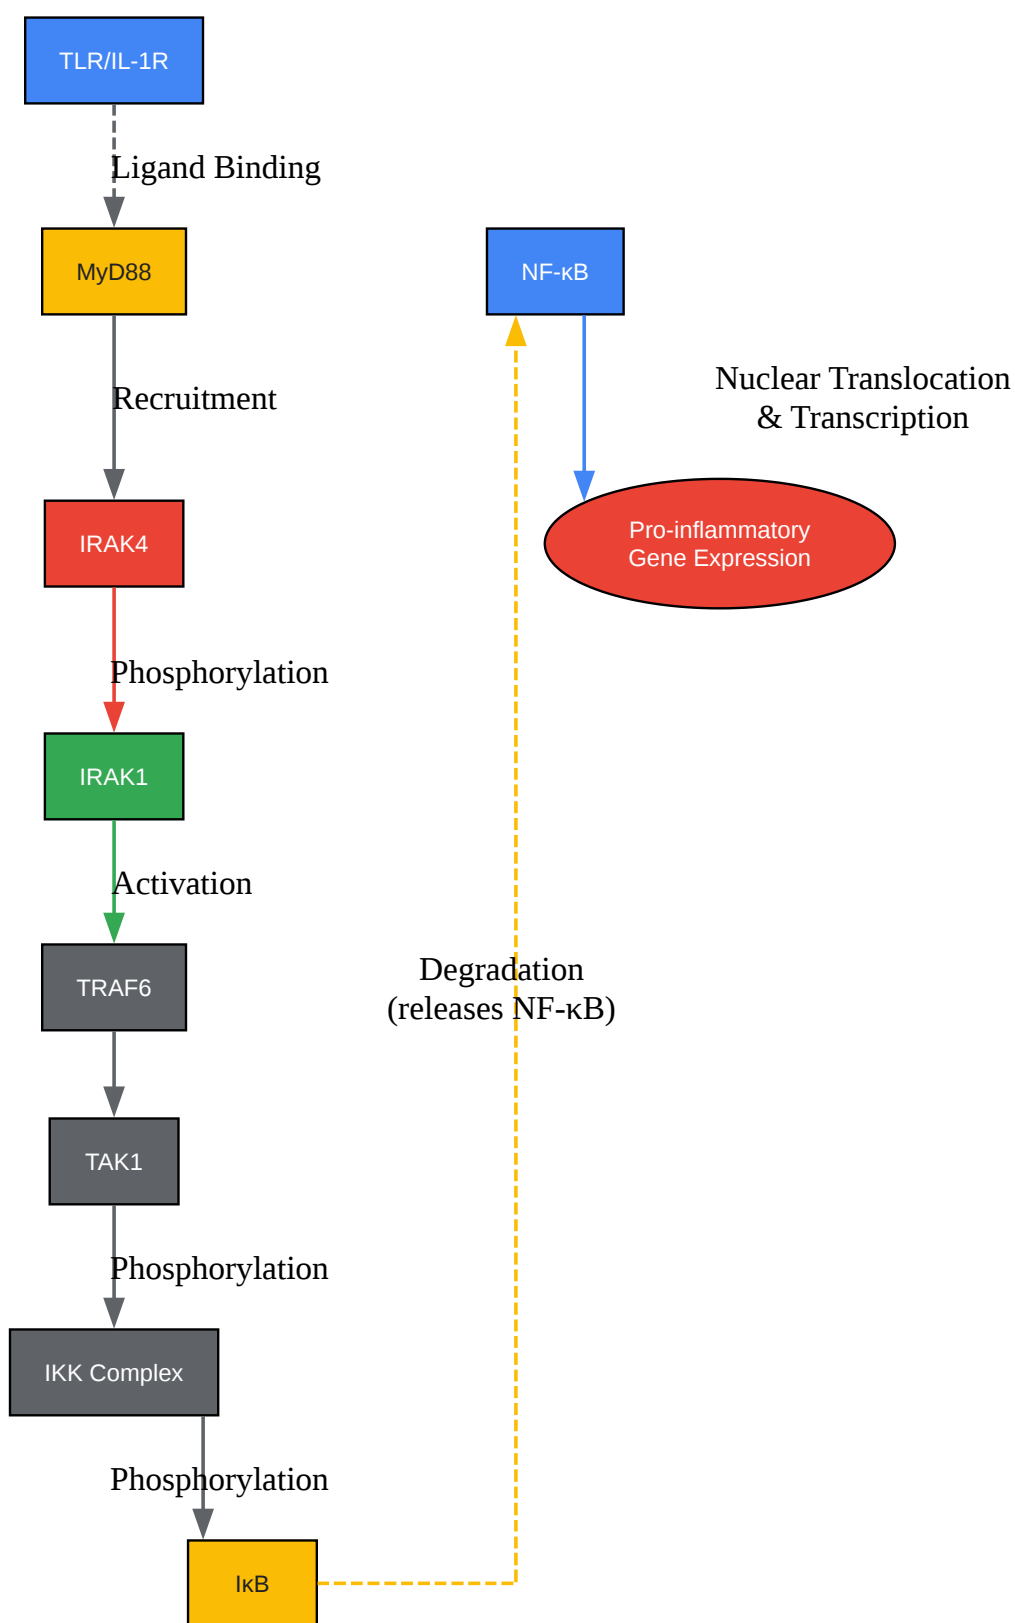 TLR/IL-1R
Ligand Binding
MyD88
Recruitment
IRAK4
Phosphorylation
IRAK1
Activation
TRAF6
TAK1
Phosphorylation
IKK Complex
Phosphorylation
IκB
Degradation
(releases NF-κB)
NF-κB
Nuclear Translocation
& Transcription
Pro-inflammatory
Gene Expression